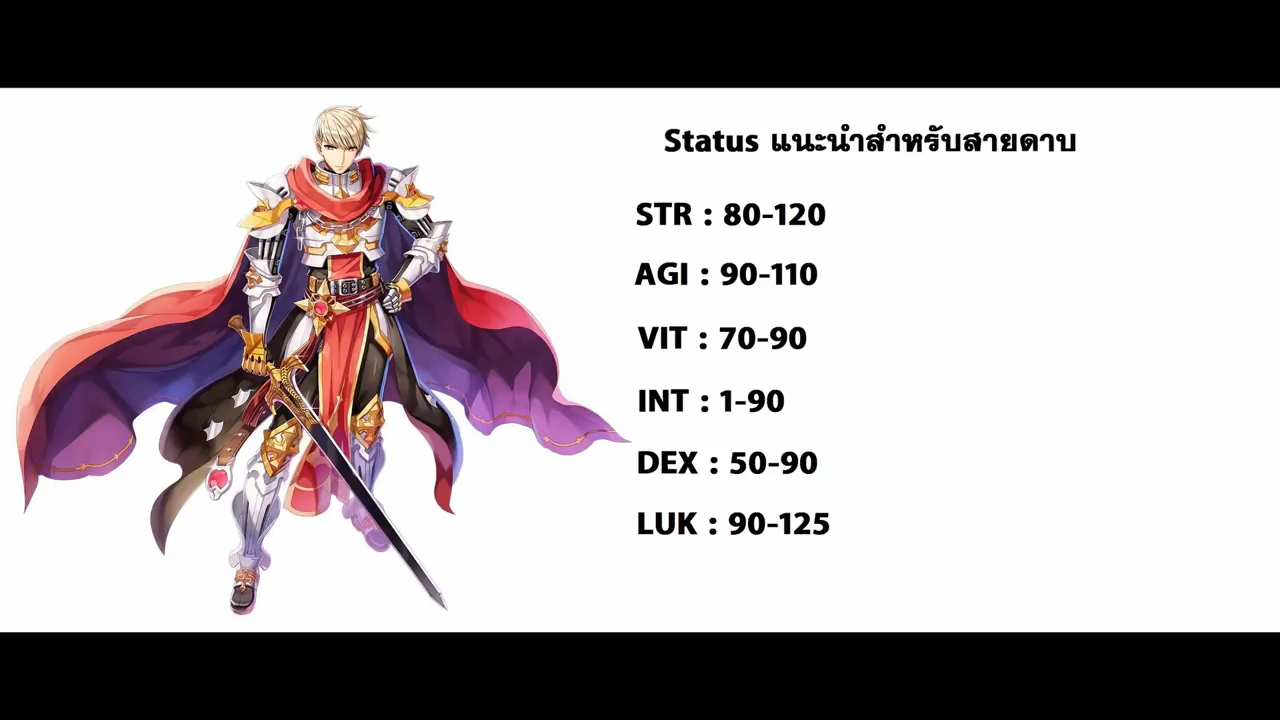 Status แนะนำสำหรับสายดาบ
STR : 80-120
AGI : 90-110
VIT : 70-90
INT : 1-90
DEX : 50-90
LUK : 90-125